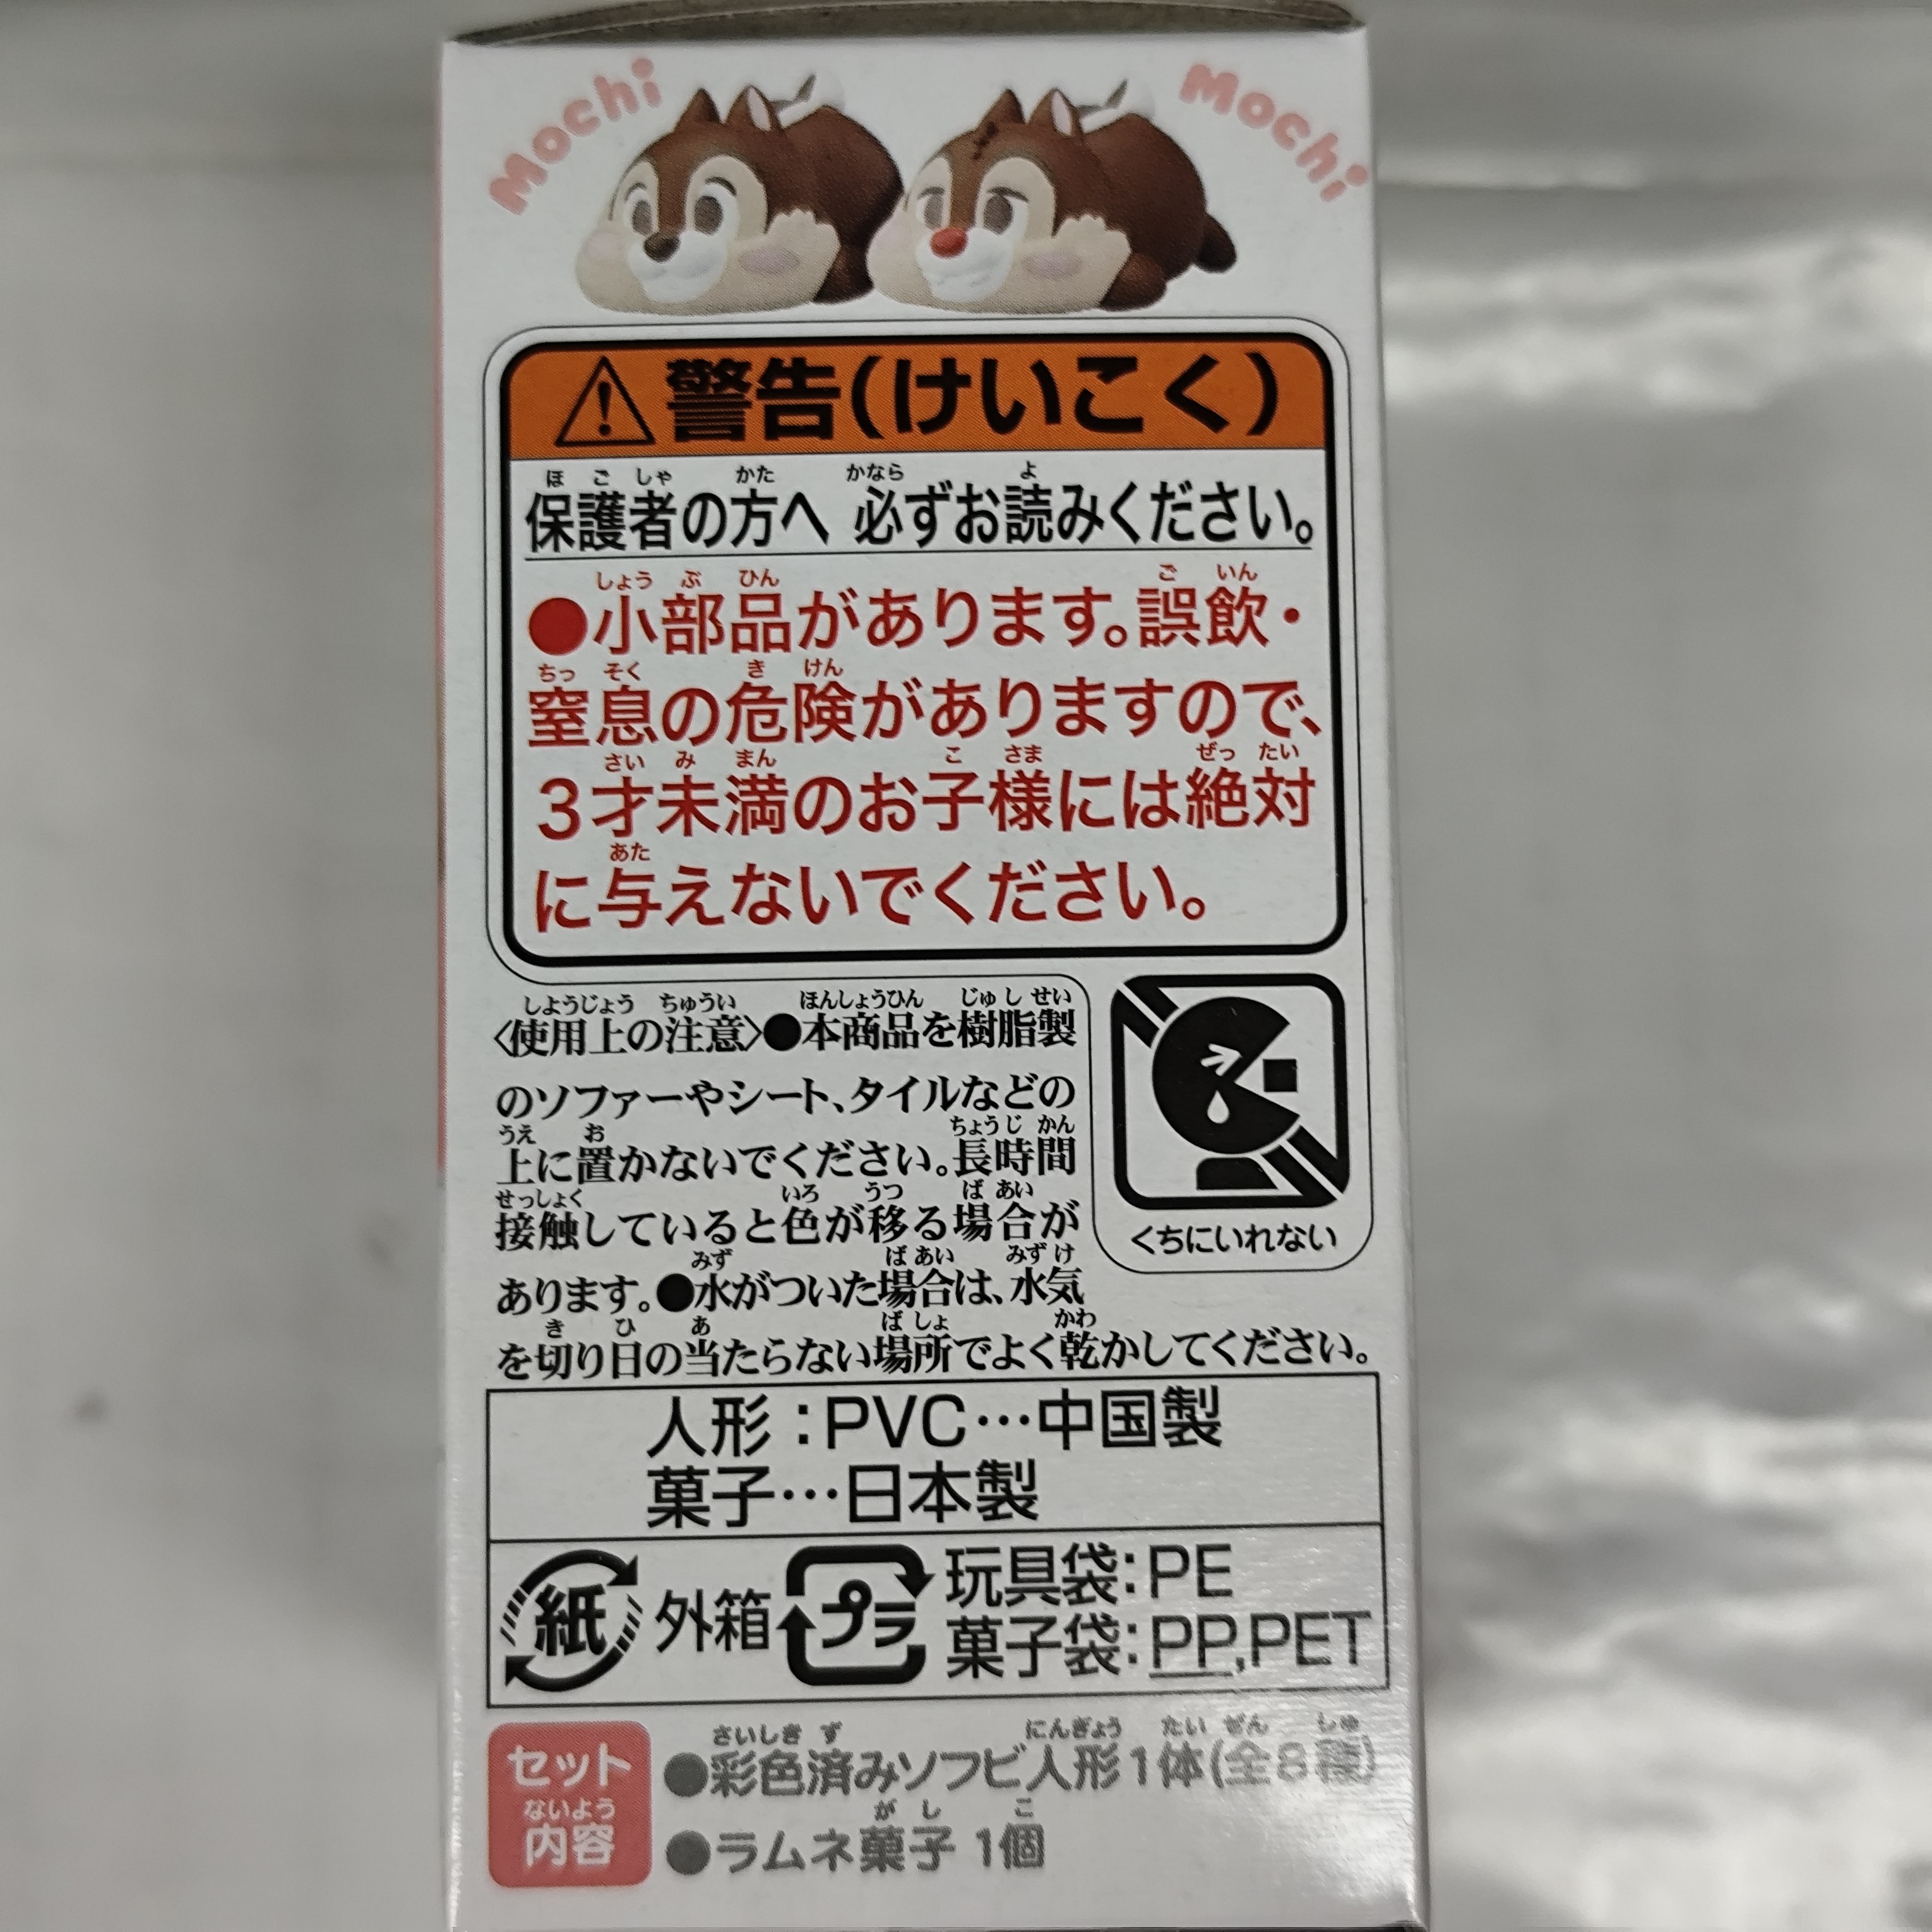 Mochi Mochi
警告(けいこく)
ほごしゃ かた かなら よ
保護者の方へ 必ずお読みください。
しょう ぶ ひん ご いん
●小部品があります。誤飲・
ちっ そく き けん
窒息の危険がありますので、
さい み まん こ さま ぜっ たい
3才未満のお子様には絶対
あた
に与えないでください。
しようじょう ちゅうい ほんしょうひん じゅ し せい
〈使用上の注意〉●本商品を樹脂製
のソファーやシート、タイルなどの
うえ お ちょうじ かん
上に置かないでください。長時間
せっしょく いろ うつ ば あい
接触していると色が移る場合が
みず ば あい みず け
あります。●水がついた場合は、水気
き ひ あ ば しょ かわ
を切り日の当たらない場所でよく乾かしてください。
くちにいれない
人形:PVC…中国製
菓子…日本製
紙 外箱 プラ 玩具袋:PE
菓子袋:PP,PET
セット
ないよう
内容
さいしき ず にんぎょう たい ぜん しゅ
●彩色済みソフビ人形1体(全8種)
が し こ
●ラムネ菓子 1個